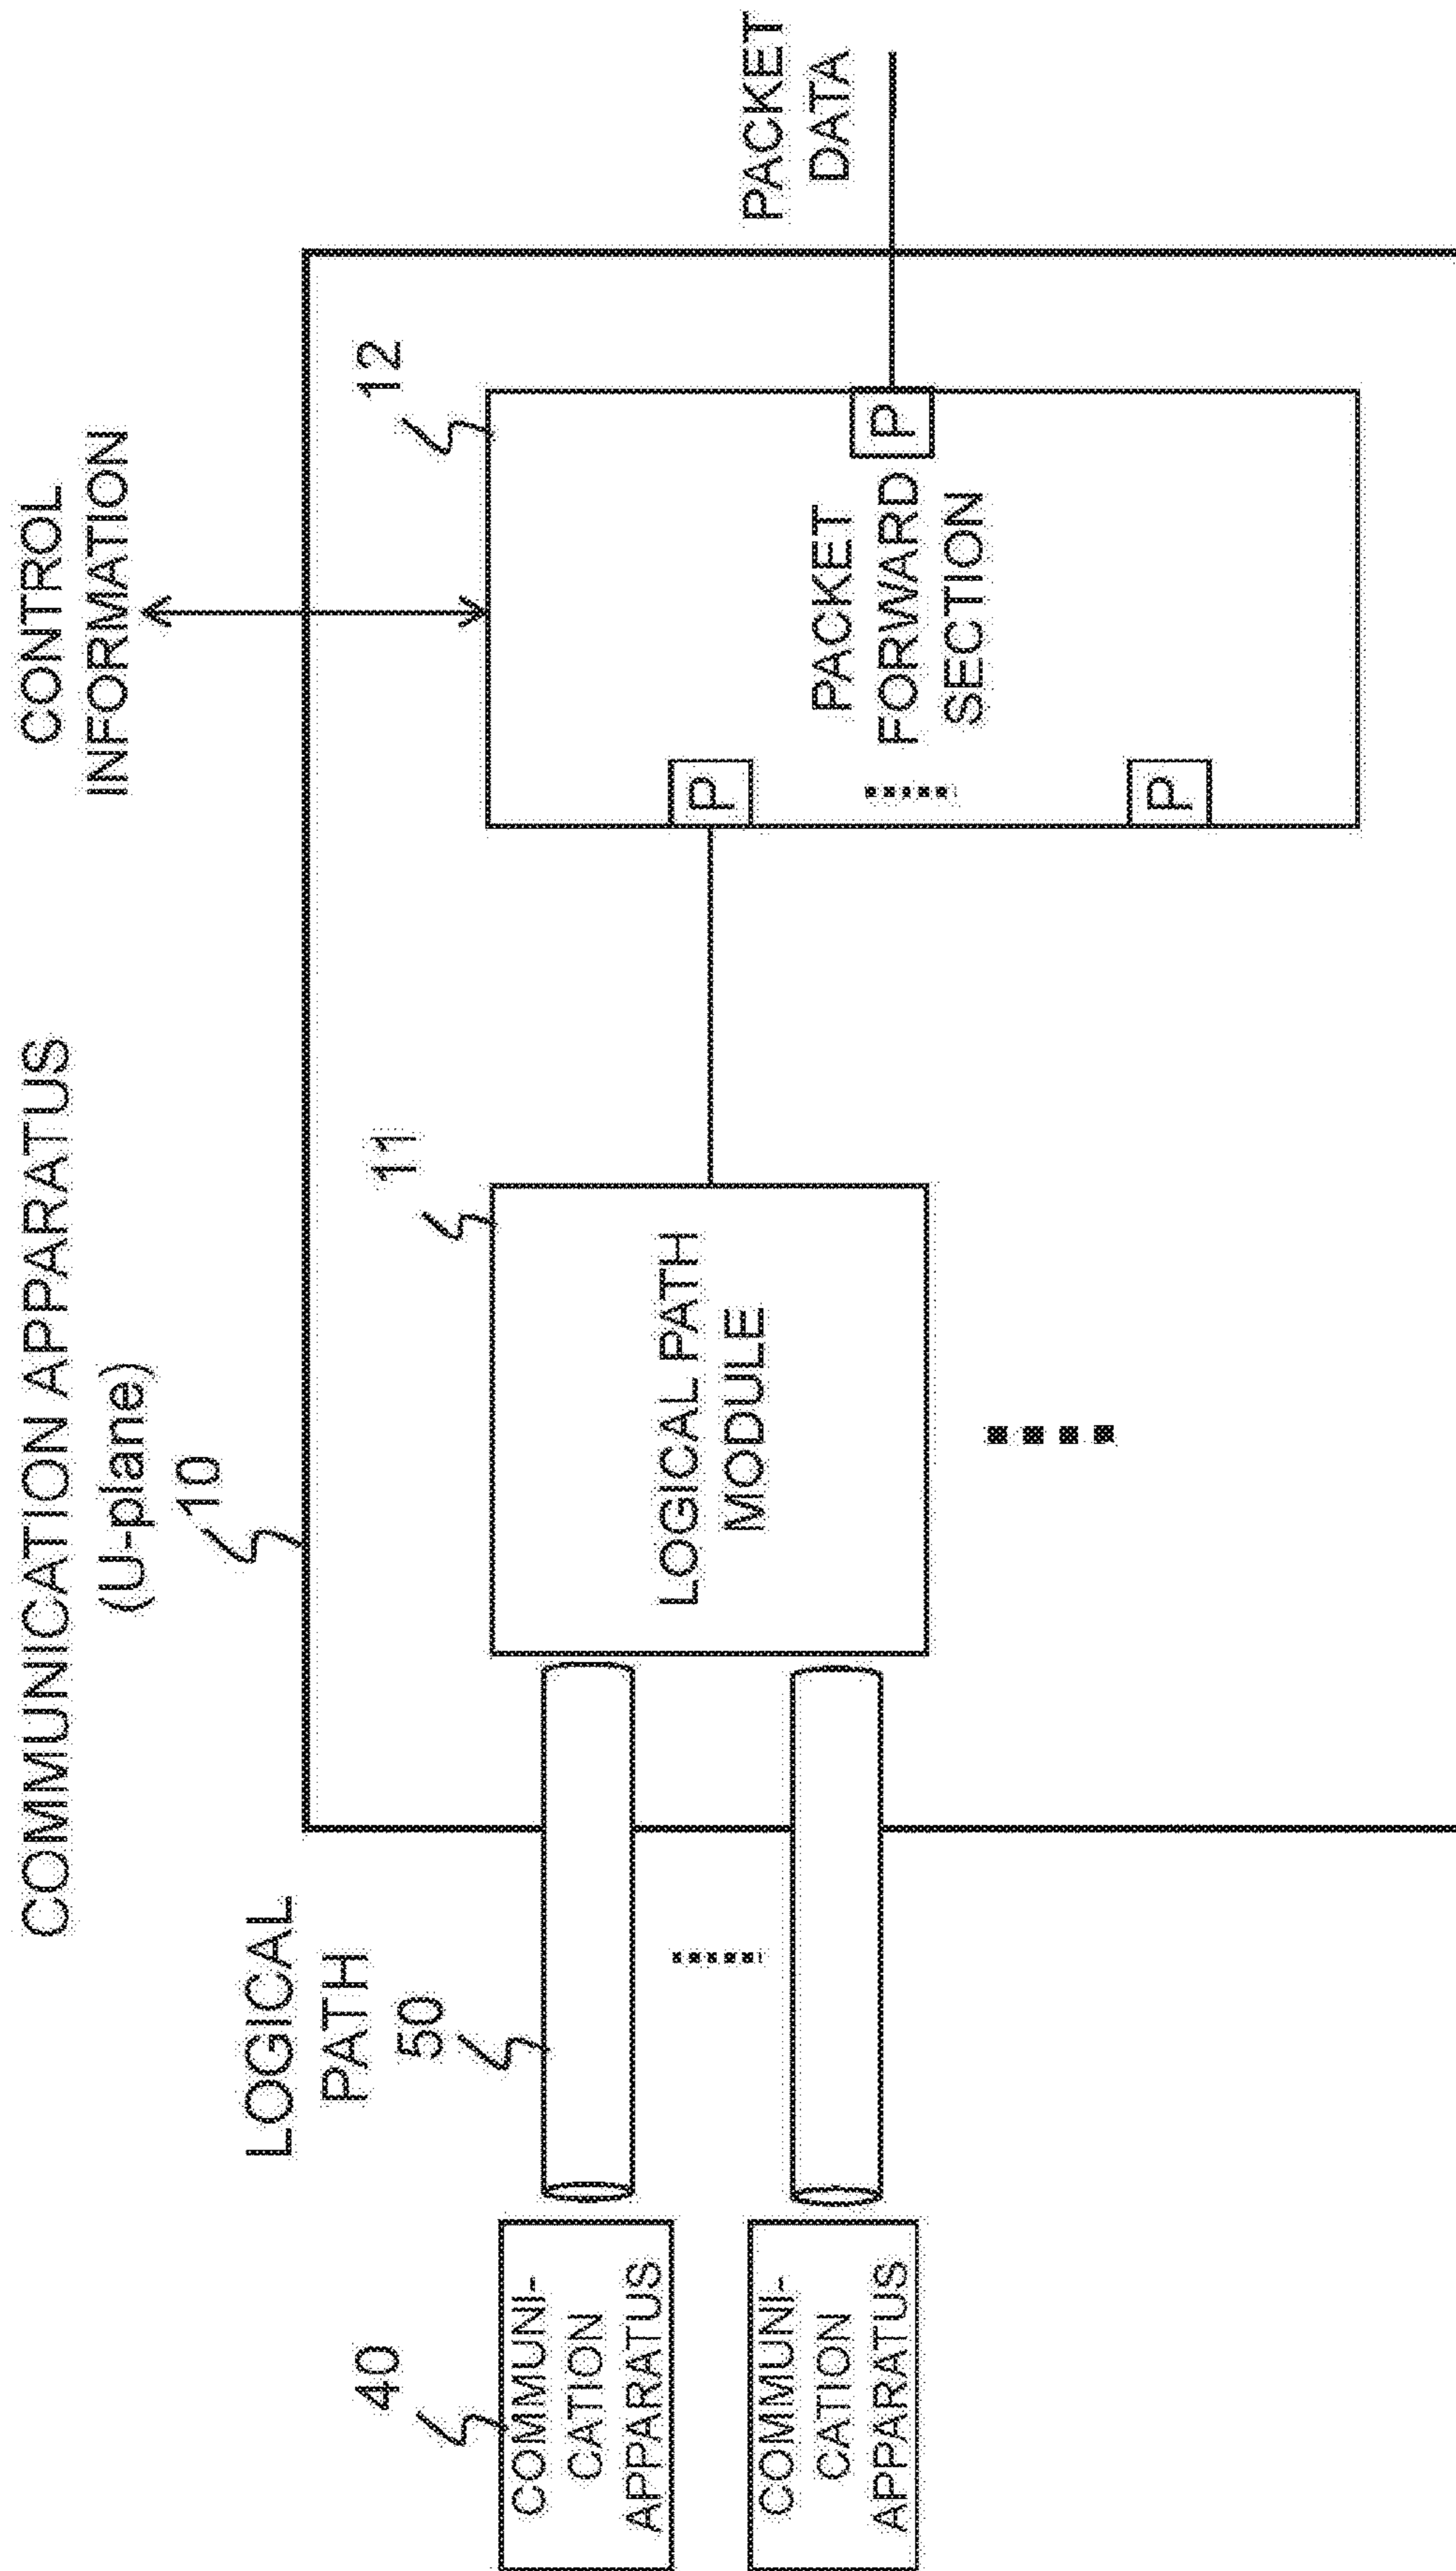 COMMUNICATION APPARATUS
(U-plane)
10
CONTROL
INFORMATION
LOGICAL
PATH
50
40
COMMUNI-
CATION
APPARATUS
COMMUNI-
CATION
APPARATUS
11
LOGICAL PATH
MODULE
12
P
P
P
PACKET
FORWARD
SECTION
PACKET
DATA